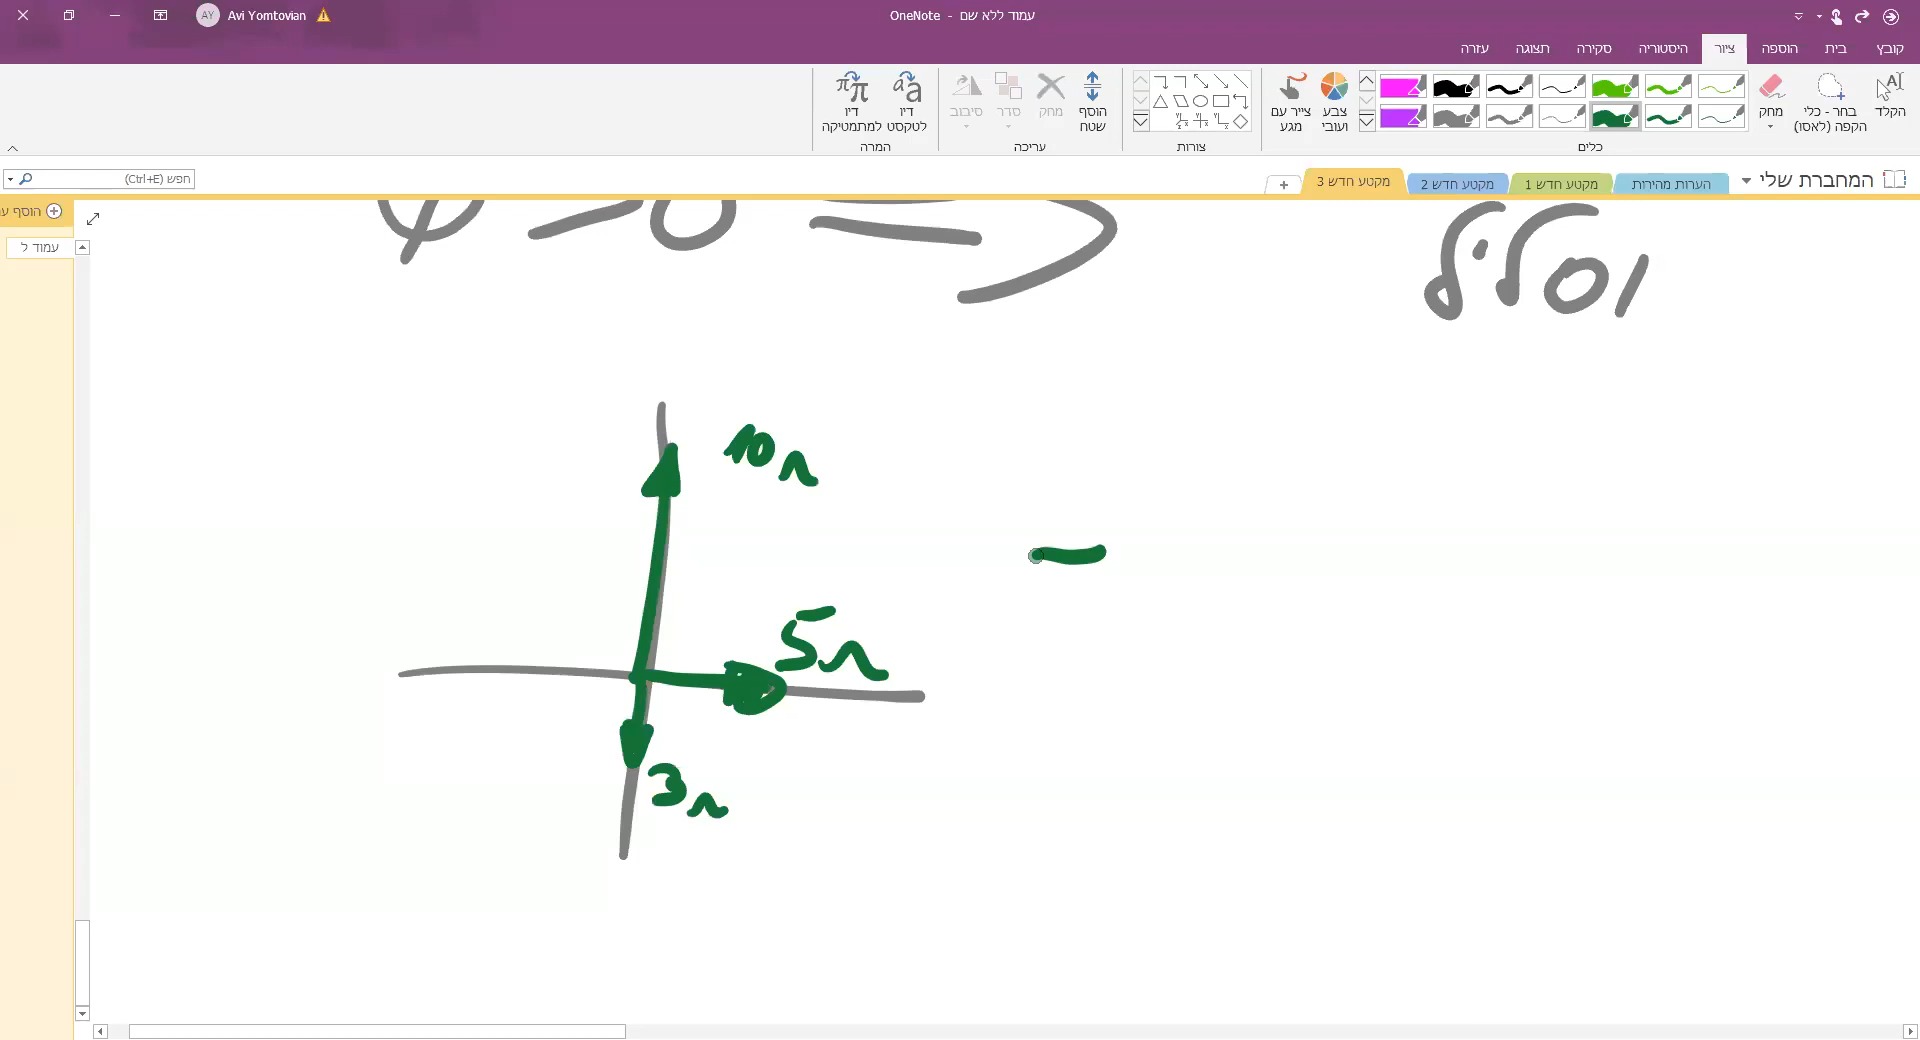 Avi Yomtovian
עמוד ללא שם - OneNote
קובץ בית הוספה ציור היסטוריה סקירה תצוגה עזרה
הקלד
בחר - כלי הקפה (לאסו)
מחק
צבע ועובי
צייר עם מגע
הוסף שטח
מחק
סדר
סיבוב
דיו לטקסט
דיו למתמטיקה
כלים
צורות
עריכה
המרה
המחברת שלי
הערות מהירות
מקטע חדש 1
מקטע חדש 2
מקטע חדש 3
חפש (Ctrl+E)
הוסף ע
עמוד ל
10n
5n
3n